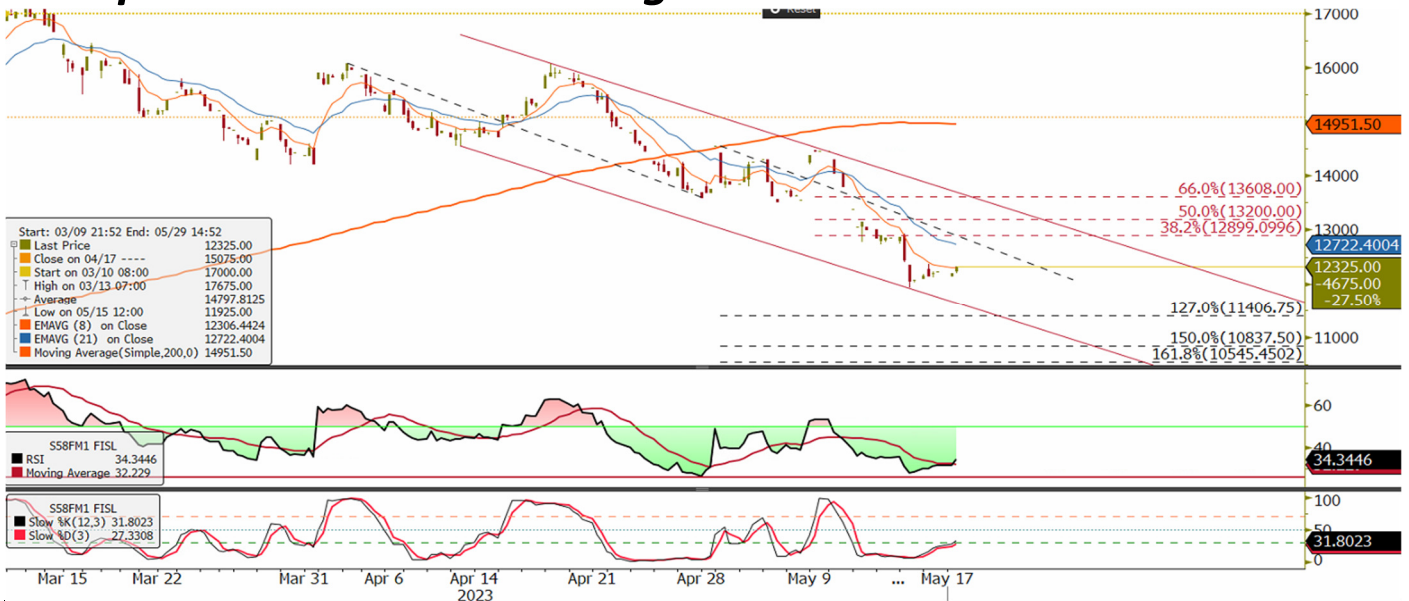 Reset
17000
16000
14951.50
14000
66.0%(13608.00)
50.0%(13200.00)
13000
38.2%(12899.0996)
12722.4004
12325.00
-4675.00
-27.50%
127.0%(11406.75)
11000
150.0%(10837.50)
161.8%(10545.4502)
Start: 03/09 21:52 End: 05/29 14:52
Last Price 12325.00
Close on 04/17 ---- 15075.00
Start on 03/10 08:00 17000.00
High on 03/13 07:00 17675.00
Average 14797.8125
Low on 05/15 12:00 11925.00
EMAVG (8) on Close 12306.4424
EMAVG (21) on Close 12722.4004
Moving Average(Simple,200,0) 14951.50
60
40
34.3446
S58FM1 FISL
RSI 34.3446
Moving Average 32.229
100
50
31.8023
0
S58FM1 FISL
Slow %K(12,3) 31.8023
Slow %D(3) 27.3308
Mar 15 Mar 22 Mar 31 Apr 6 Apr 14 Apr 21 Apr 28 May 9 ... May 17
2023